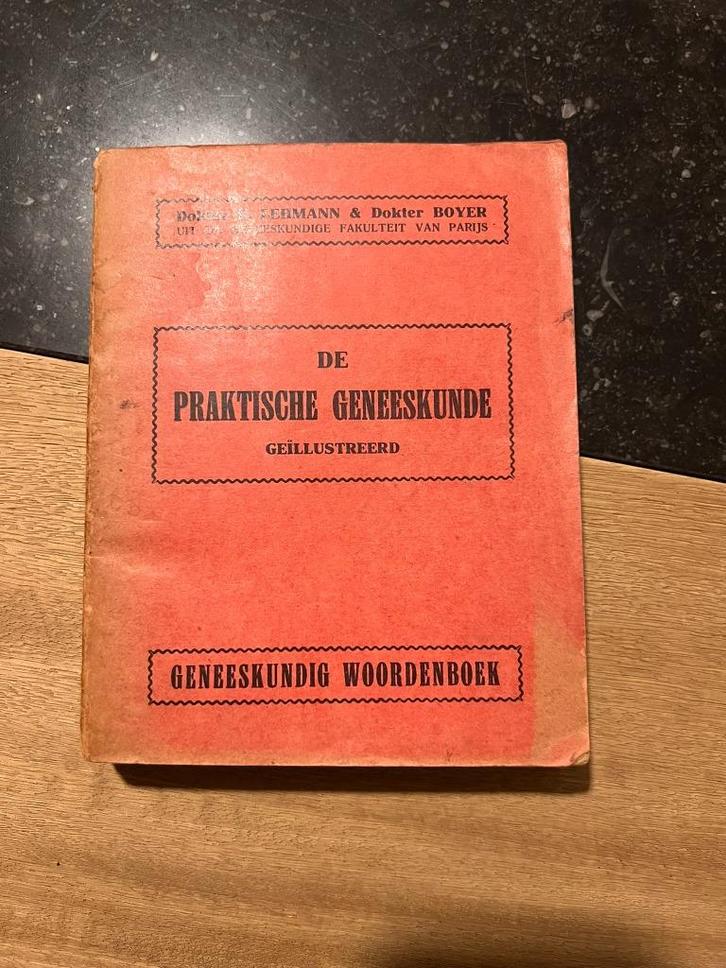 Dokter LEHMANN & Dokter BOYER
UIT DE GENEESKUNDIGE FAKULTEIT VAN PARIJS
DE
PRAKTISCHE GENEESKUNDE
GEÏLLUSTREERD
GENEESKUNDIG WOORDENBOEK